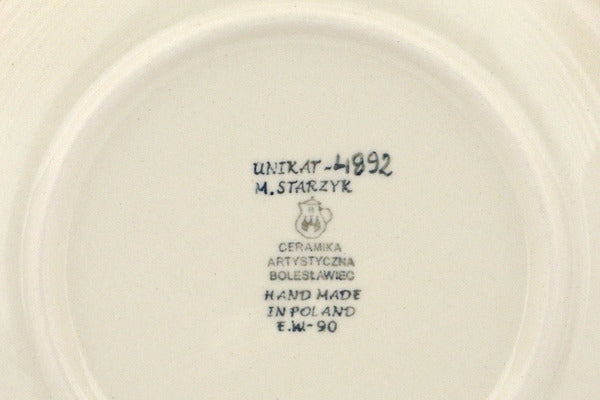 UNIKAT-4892
M. STARZYK
CERAMIKA
ARTYSTYCZNA
BOLESŁAWIEC
HAND MADE
IN POLAND
E.W-90